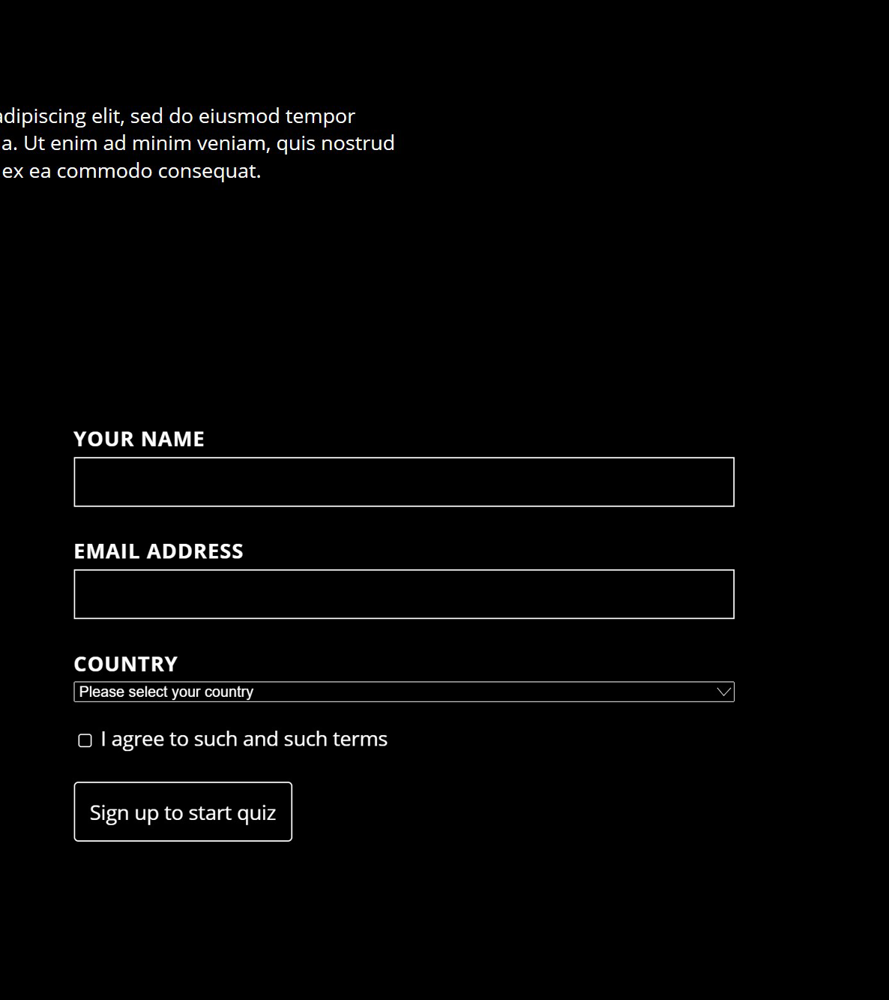 adipiscing elit, sed do eiusmod tempor
a. Ut enim ad minim veniam, quis nostrud
ex ea commodo consequat.
YOUR NAME
EMAIL ADDRESS
COUNTRY
Please select your country
I agree to such and such terms
Sign up to start quiz